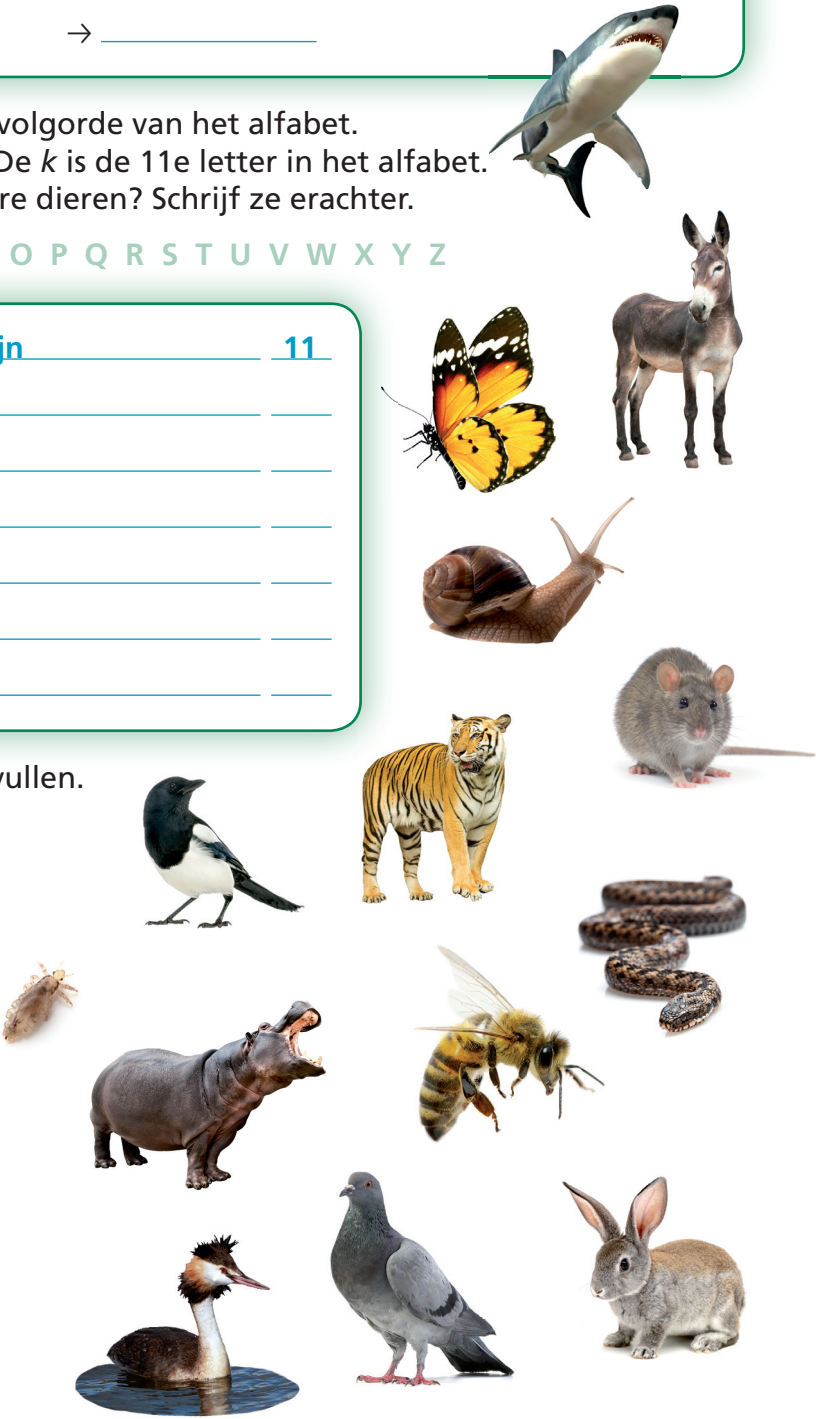 →
volgorde van het alfabet.
De k is de 11e letter in het alfabet.
re dieren? Schrijf ze erachter.
O P Q R S T U V W X Y Z
jn 11
vullen.